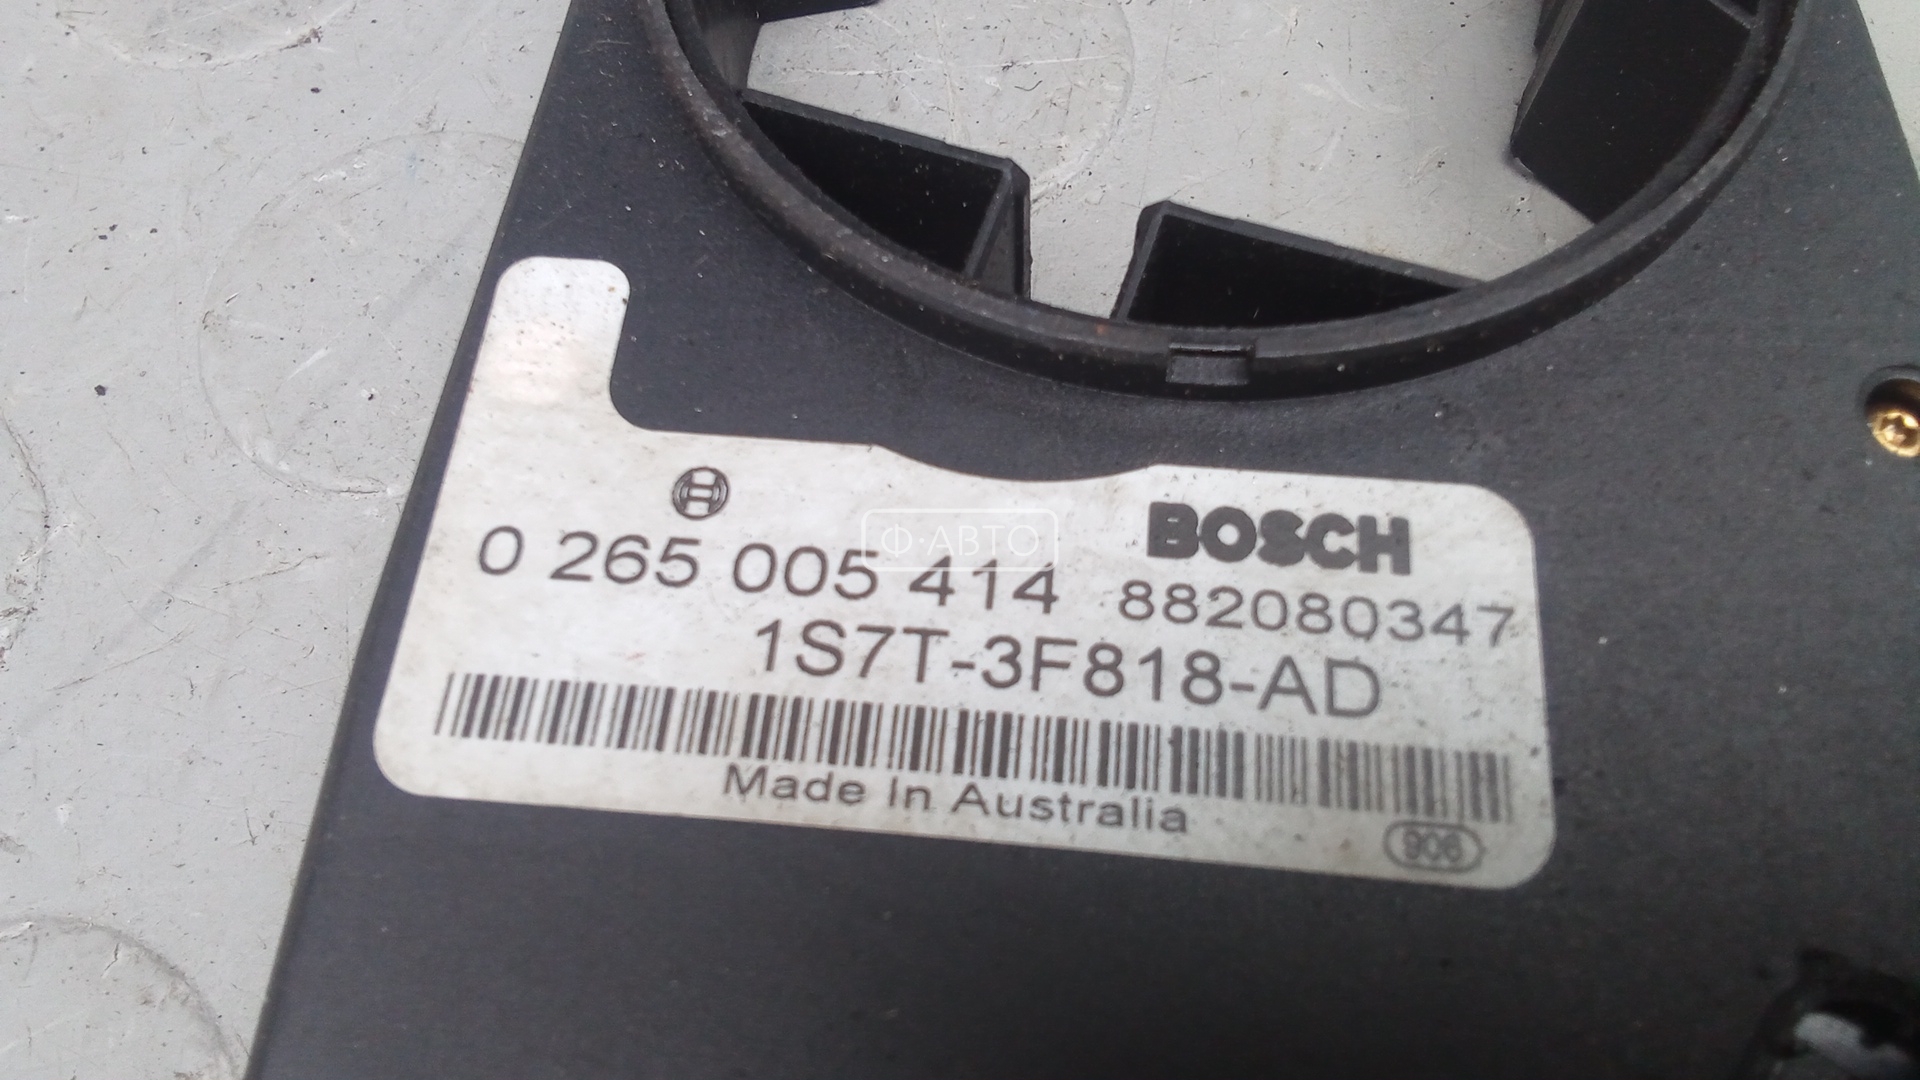 BOSCH
0 265 005 414 882080347
1S7T-3F818-AD
Made In Australia
906
Ф·АВТО